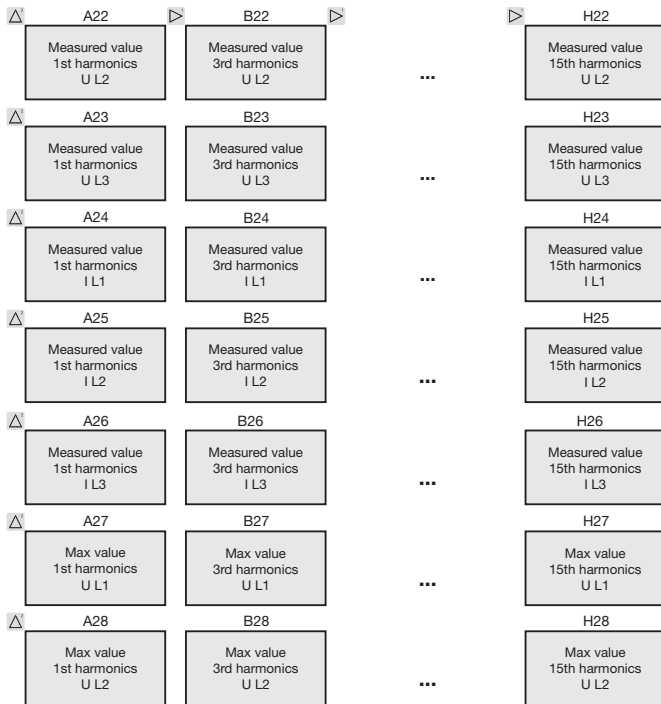 A22 B22 H22
Measured value Measured value Measured value
1st harmonics 3rd harmonics ... 15th harmonics
U L2 U L2 U L2
A23 B23 H23
Measured value Measured value Measured value
1st harmonics 3rd harmonics ... 15th harmonics
U L3 U L3 U L3
A24 B24 H24
Measured value Measured value Measured value
1st harmonics 3rd harmonics ... 15th harmonics
I L1 I L1 I L1
A25 B25 H25
Measured value Measured value Measured value
1st harmonics 3rd harmonics ... 15th harmonics
I L2 I L2 I L2
A26 B26 H26
Measured value Measured value Measured value
1st harmonics 3rd harmonics ... 15th harmonics
I L3 I L3 I L3
A27 B27 H27
Max value Max value Max value
1st harmonics 3rd harmonics ... 15th harmonics
U L1 U L1 U L1
A28 B28 H28
Max value Max value Max value
1st harmonics 3rd harmonics ... 15th harmonics
U L2 U L2 U L2